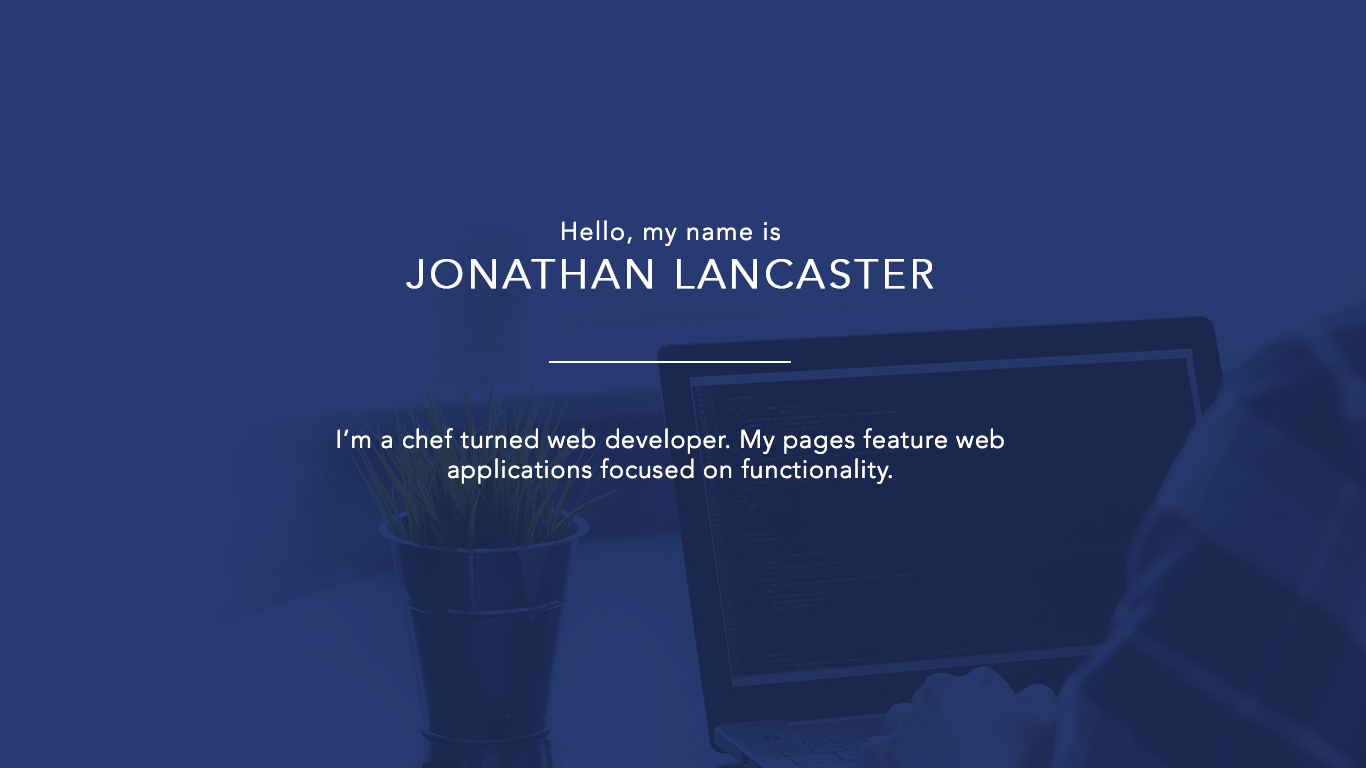 Hello, my name is
JONATHAN LANCASTER
I’m a chef turned web developer. My pages feature web
applications focused on functionality.